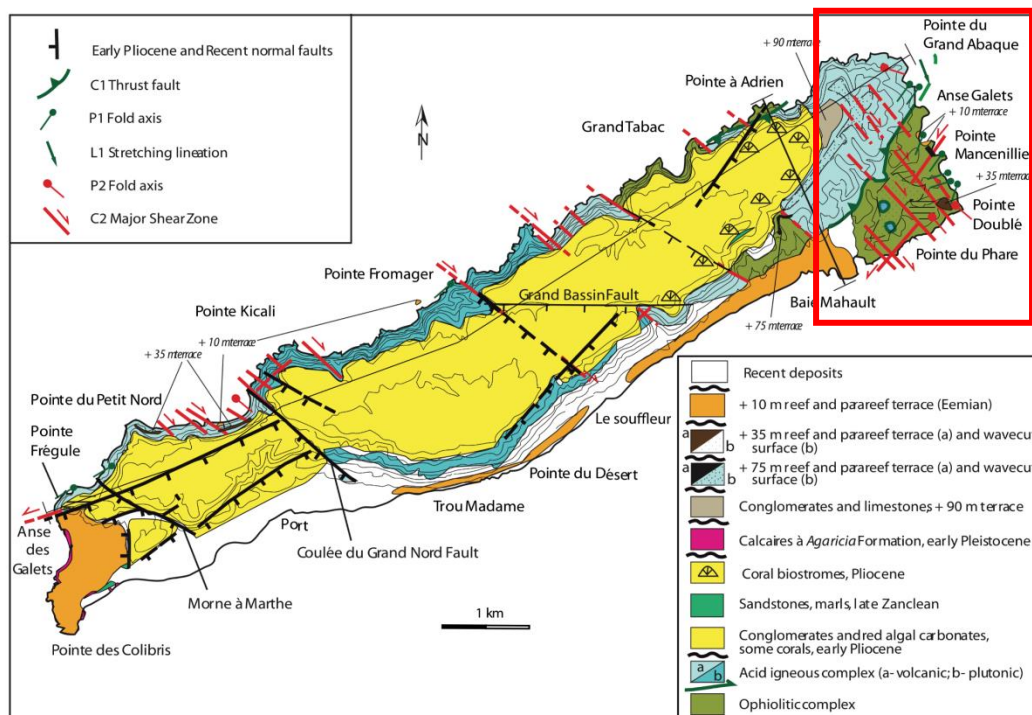 Early Pliocene and Recent normal faults
C1 Thrust fault
P1 Fold axis
L1 Stretching lineation
P2 Fold axis
C2 Major Shear Zone
N
+ 90 mterrace
Pointe du
Grand Abaque
Pointe à Adrien
Anse Galets
+ 10 mterrace
Grand Tabac
Pointe
Mancenillie
+ 35 mterrac
Pointe
Doublé
Pointe du Phare
Pointe Fromager
Grand Bassin Fault
Baie Mahault
Pointe Kicali
+ 75 mterrace
+ 10 mterrace
+ 35 mterrace
Pointe du Petit Nord
Le souffleur
Pointe
Frégule
Pointe du Désert
Trou Madame
Port
Anse
des
Galets
Coulée du Grand Nord Fault
Morne à Marthe
1 km
Pointe des Colibris
Recent deposits
+ 10 m reef and parareef terrace (Eemian)
a
b
+ 35 m reef and parareef terrace (a) and wavecu
surface (b)
a
b
+ 75 m reef and parareef terrace (a) and wavecu
surface (b)
Conglomerates and limestones + 90 m terrace
Calcaires à Agaricia Formation, early Pleistocene
Coral biostromes, Pliocene
Sandstones, marls, late Zanclean
Conglomerates and red algal carbonates,
some corals, early Pliocene
a
b
Acid igneous complex (a- volcanic; b- plutonic)
Ophiolitic complex